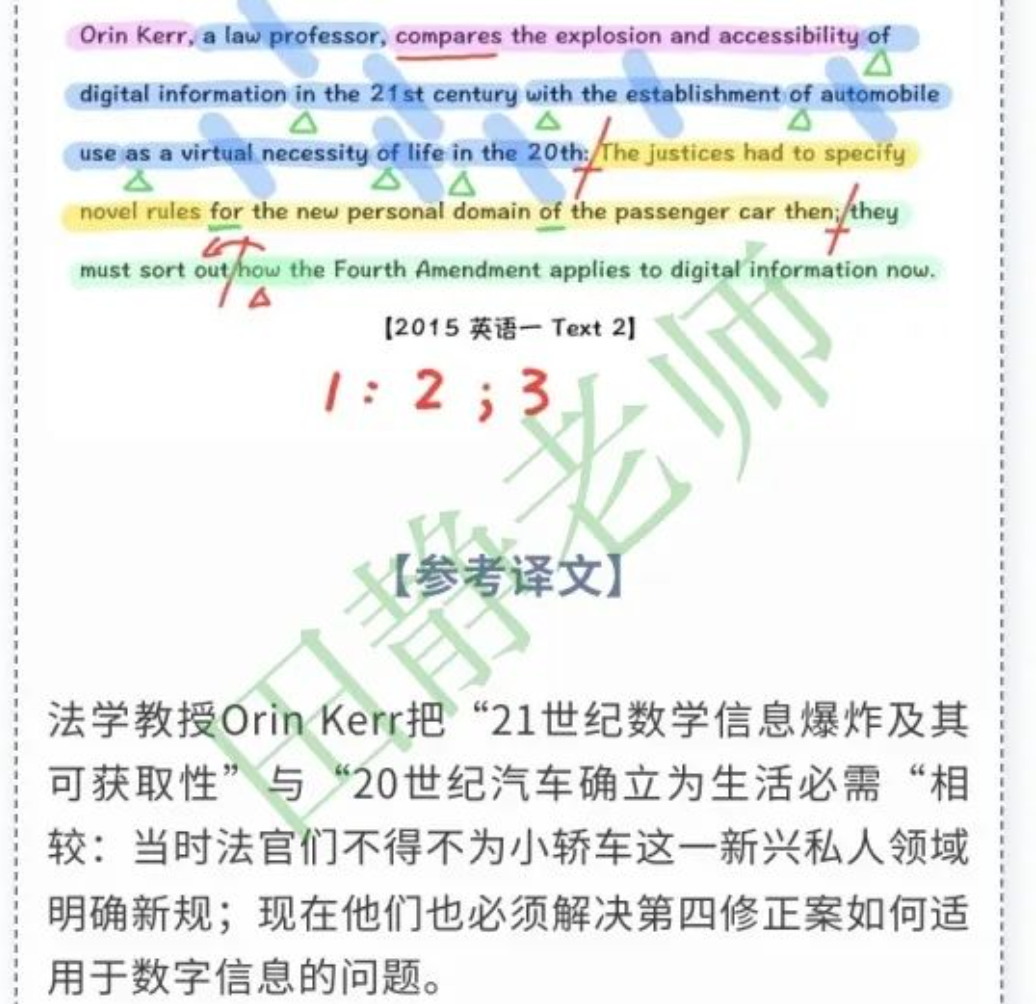 Orin Kerr, a law professor, compares the explosion and accessibility of
digital information in the 21st century with the establishment of automobile
use as a virtual necessity of life in the 20th: The justices had to specify
novel rules for the new personal domain of the passenger car then; they
must sort out how the Fourth Amendment applies to digital information now.
【2015 英语一 Text 2】
1 : 2 ; 3
田静老师
【参考译文】
法学教授Orin Kerr把“21世纪数学信息爆炸及其
可获取性”与“20世纪汽车确立为生活必需“相
较：当时法官们不得不为小轿车这一新兴私人领域
明确新规；现在他们也必须解决第四修正案如何适
用于数字信息的问题。